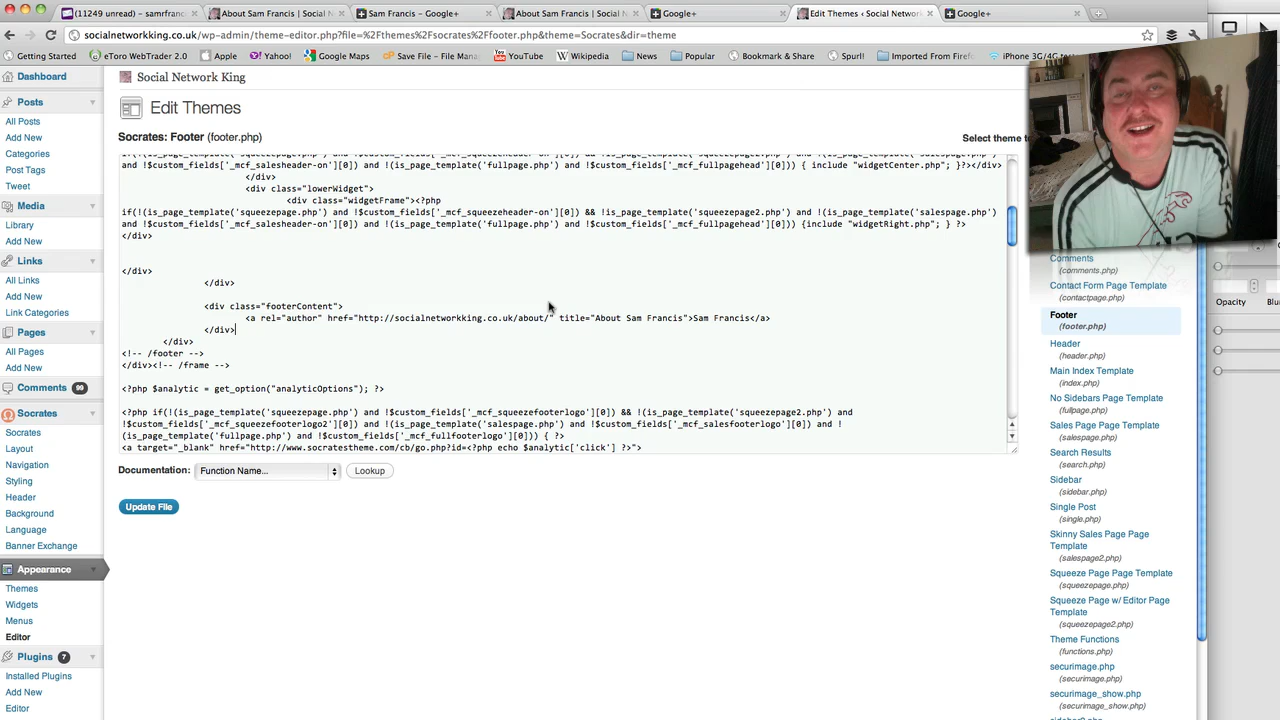 (11249 unread) - samrfranc
About Sam Francis | Social N
Sam Francis - Google+
About Sam Francis | Social N
Google+
Edit Themes ‹ Social Network
Google+
socialnetworkking.co.uk/wp-admin/theme-editor.php?file=%2Fthemes%2Fsocrates%2Ffooter.php&theme=Socrates&dir=theme
Getting Started
eToro WebTrader 2.0
Apple
Yahoo!
Google Maps
Save File - File Mana
YouTube
Wikipedia
News
Popular
Bookmark & Share
Spurl!
Imported From Firef
iPhone 3G/4G
Dashboard
Posts
All Posts
Add New
Categories
Post Tags
Tweet
Media
Library
Add New
Links
All Links
Add New
Link Categories
Pages
All Pages
Add New
Comments 99
Socrates
Socrates
Layout
Navigation
Styling
Header
Background
Language
Banner Exchange
Appearance
Themes
Widgets
Menus
Editor
Plugins 7
Installed Plugins
Add New
Editor
Social Network King
Edit Themes
Socrates: Footer (footer.php)
Select theme to
and !$custom_fields['_mcf_salesheader-on'][0]) and !(is_page_template('fullpage.php') and !$custom_fields['_mcf_fullpagehead'][0])) { include "widgetCenter.php"; }?></div>
</div>
<div class="lowerWidget">
<div class="widgetFrame"><?php
if(!(is_page_template('squeezepage.php') and !$custom_fields['_mcf_squeezeheader-on'][0]) && !is_page_template('squeezepage2.php') and !(is_page_template('salespage.php')
and !$custom_fields['_mcf_salesheader-on'][0]) and !(is_page_template('fullpage.php') and !$custom_fields['_mcf_fullpagehead'][0])) {include "widgetRight.php"; } ?>
</div>
</div>
</div>
<div class="footerContent">
<a rel="author" href="http://socialnetworkking.co.uk/about/" title="About Sam Francis">Sam Francis</a>
</div>
</div>
<!-- /footer -->
</div><!-- /frame -->
<?php $analytic = get_option("analyticOptions"); ?>
<?php if(!(is_page_template('squeezepage.php') and !$custom_fields['_mcf_squeezefooterlogo'][0]) && !(is_page_template('squeezepage2.php') and
!$custom_fields['_mcf_squeezefooterlogo2'][0]) and !(is_page_template('salespage.php') and !$custom_fields['_mcf_salesfooterlogo'][0]) and !
(is_page_template('fullpage.php') and !$custom_fields['_mcf_fullfooterlogo'][0])) { ?>
<a target="_blank" href="http://www.socratestheme.com/cb/go.php?id=<?php echo $analytic['click'] ?>">
Documentation:
Function Name...
Lookup
Update File
Comments
(comments.php)
Contact Form Page Template
(contactpage.php)
Footer
(footer.php)
Header
(header.php)
Main Index Template
(index.php)
No Sidebars Page Template
(fullpage.php)
Sales Page Page Template
(salespage.php)
Search Results
(search.php)
Sidebar
(sidebar.php)
Single Post
(single.php)
Skinny Sales Page Page
Template
(salespage2.php)
Squeeze Page Page Template
(squeezepage.php)
Squeeze Page w/ Editor Page
Template
(squeezepage2.php)
Theme Functions
(functions.php)
securimage.php
(securimage.php)
securimage_show.php
(securimage_show.php)
Opacity